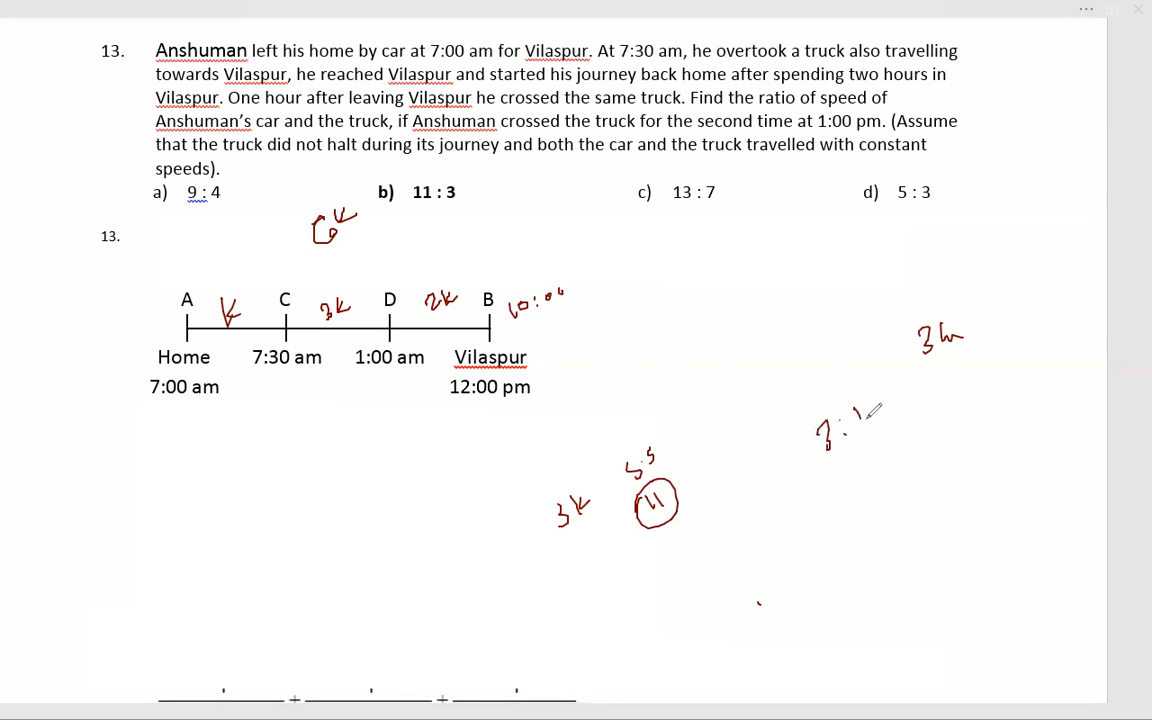 13. Anshuman left his home by car at 7:00 am for Vilaspur. At 7:30 am, he overtook a truck also travelling
towards Vilaspur, he reached Vilaspur and started his journey back home after spending two hours in
Vilaspur. One hour after leaving Vilaspur he crossed the same truck. Find the ratio of speed of
Anshuman's car and the truck, if Anshuman crossed the truck for the second time at 1:00 pm. (Assume
that the truck did not halt during its journey and both the car and the truck travelled with constant
speeds).
a) 9 : 4 b) 11 : 3 c) 13 : 7 d) 5 : 3
6k
13.
A k C 3k D 2k B 10:00
Home 7:30 am 1:00 am Vilaspur
7:00 am 12:00 pm
3 hr
5.5
3k 11